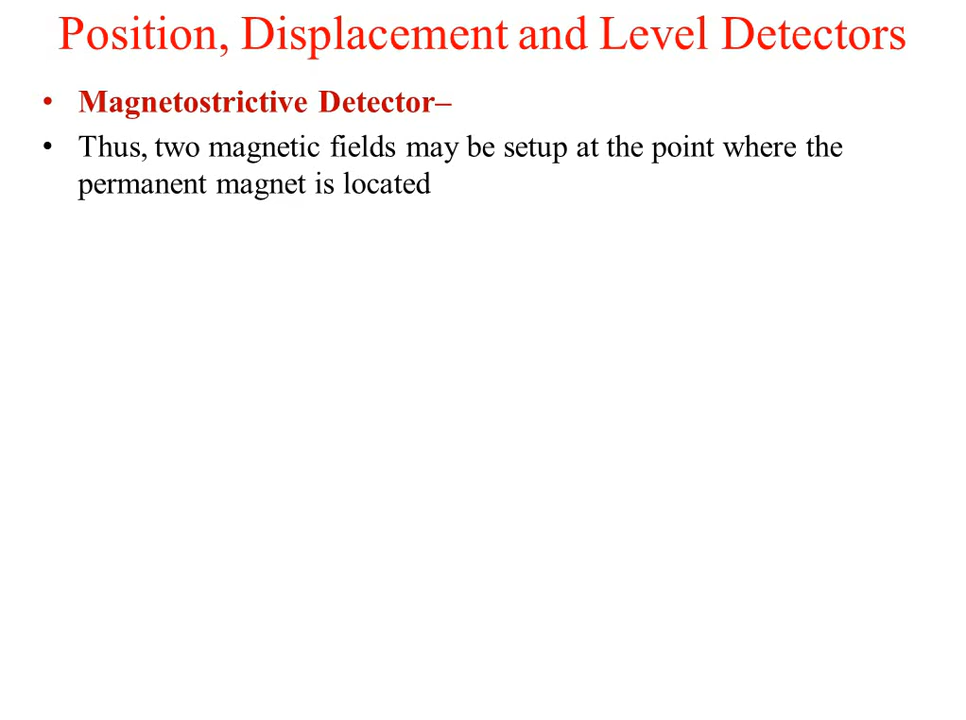 Position, Displacement and Level Detectors
• Magnetostrictive Detector–
• Thus, two magnetic fields may be setup at the point where the
permanent magnet is located